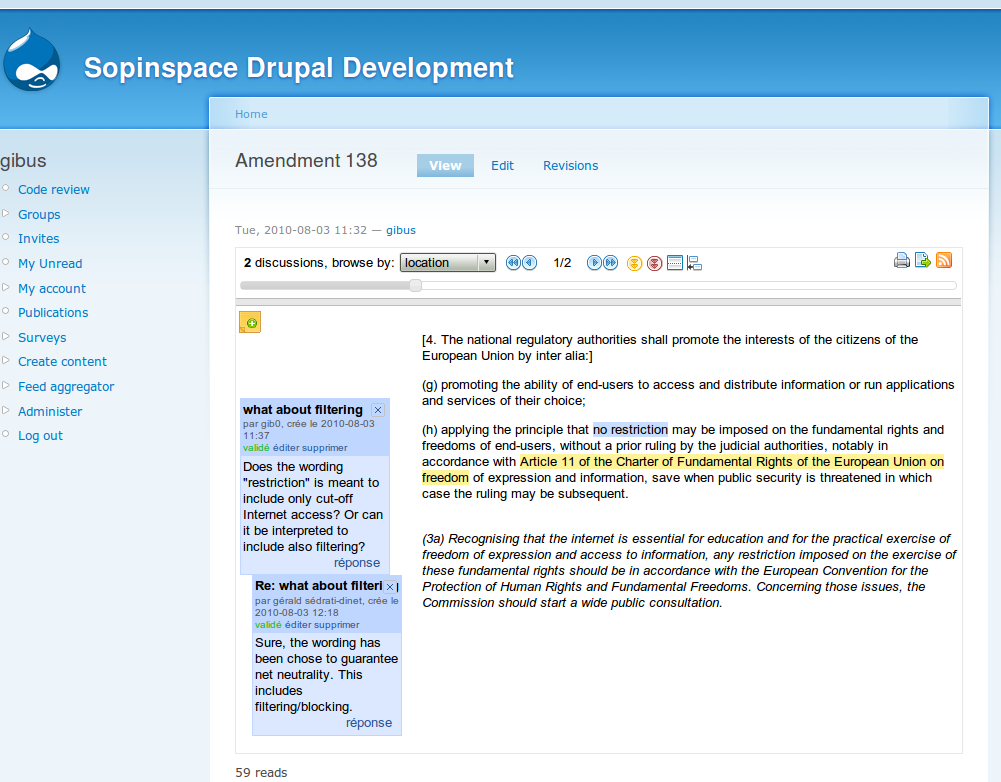 Sopinspace Drupal Development
Home
gibus
Code review
Groups
Invites
My Unread
My account
Publications
Surveys
Create content
Feed aggregator
Administer
Log out
Amendment 138
View Edit Revisions
Tue, 2010-08-03 11:32 — gibus
2 discussions, browse by: location 1/2
[4. The national regulatory authorities shall promote the interests of the citizens of the
European Union by inter alia:]
(g) promoting the ability of end-users to access and distribute information or run applications
and services of their choice;
(h) applying the principle that no restriction may be imposed on the fundamental rights and
freedoms of end-users, without a prior ruling by the judicial authorities, notably in
accordance with Article 11 of the Charter of Fundamental Rights of the European Union on
freedom of expression and information, save when public security is threatened in which
case the ruling may be subsequent.
(3a) Recognising that the internet is essential for education and for the practical exercise of
freedom of expression and access to information, any restriction imposed on the exercise of
these fundamental rights should be in accordance with the European Convention for the
Protection of Human Rights and Fundamental Freedoms. Concerning those issues, the
Commission should start a wide public consultation.
what about filtering
par gib0, crée le 2010-08-03
11:37
validé éditer supprimer
Does the wording
"restriction" is meant to
include only cut-off
Internet access? Or can
it be interpreted to
include also filtering?
réponse
Re: what about filteri
par gérald sédrati-dinet, crée le
2010-08-03 12:18
validé éditer supprimer
Sure, the wording has
been chose to guarantee
net neutrality. This
includes
filtering/blocking.
réponse
59 reads